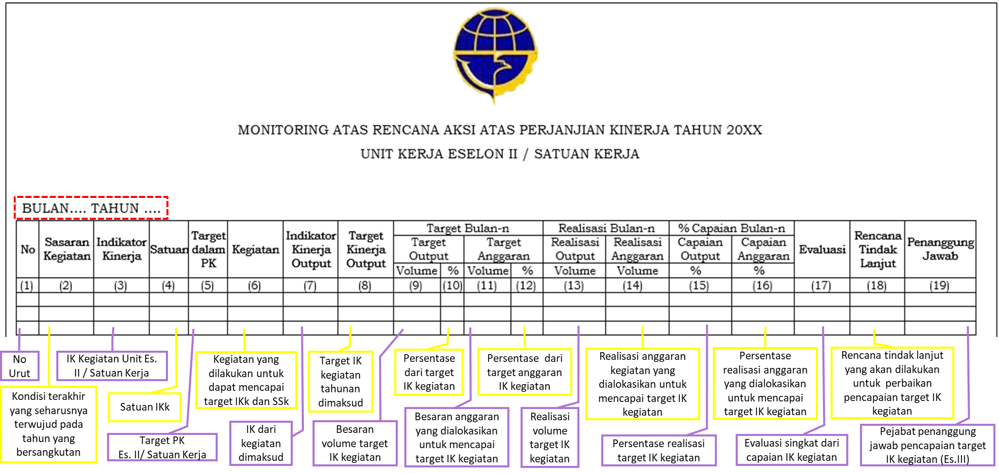 MONITORING ATAS RENCANA AKSI ATAS PERJANJIAN KINERJA TAHUN 20XX
UNIT KERJA ESELON II / SATUAN KERJA
BULAN.... TAHUN ....
No
Sasaran
Kegiatan
Indikator
Kinerja
Satuan
Target
dalam
PK
Kegiatan
Indikator
Kinerja
Output
Target
Kinerja
Output
Target Bulan-n
Target
Output
Volume
%
Target
Anggaran
Volume
%
Realisasi Bulan-n
Realisasi
Output
Volume
Realisasi
Anggaran
Volume
% Capaian Bulan-n
Capaian
Output
%
Capaian
Anggaran
%
Evaluasi
Rencana
Tindak
Lanjut
Penanggung
Jawab
(1) (2) (3) (4) (5) (6) (7) (8) (9) (10) (11) (12) (13) (14) (15) (16) (17) (18) (19)
No
Urut
Kondisi terakhir
yang seharusnya
terwujud pada
tahun yang
bersangkutan
IK Kegiatan Unit Es.
II / Satuan Kerja
Satuan IKk
Target PK
Es. II/ Satuan Kerja
Kegiatan yang
dilakukan untuk
dapat mencapai
target IKk dan SSk
IK dari
kegiatan
dimaksud
Target IK
kegiatan
tahunan
dimaksud
Besaran
volume target
IK kegiatan
Persentase
dari target
IK kegiatan
Besaran anggaran
yang dialokasikan
untuk mencapai
target IK kegiatan
Persentase dari
target anggaran
IK kegiatan
Realisasi
volume
target IK
kegiatan
Realisasi anggaran
kegiatan yang
dialokasikan untuk
mencapai target IK
kegiatan
Persentase realisasi
target IK kegiatan
Persentase
realisasi anggaran
yang dialokasikan
untuk mencapai
target IK kegiatan
Evaluasi singkat dari
capaian IK kegiatan
Rencana tindak lanjut
yang akan dilakukan
untuk perbaikan
pencapaian target IK
kegiatan
Pejabat penanggung
jawab pencapaian target
IK kegiatan (Es.III)